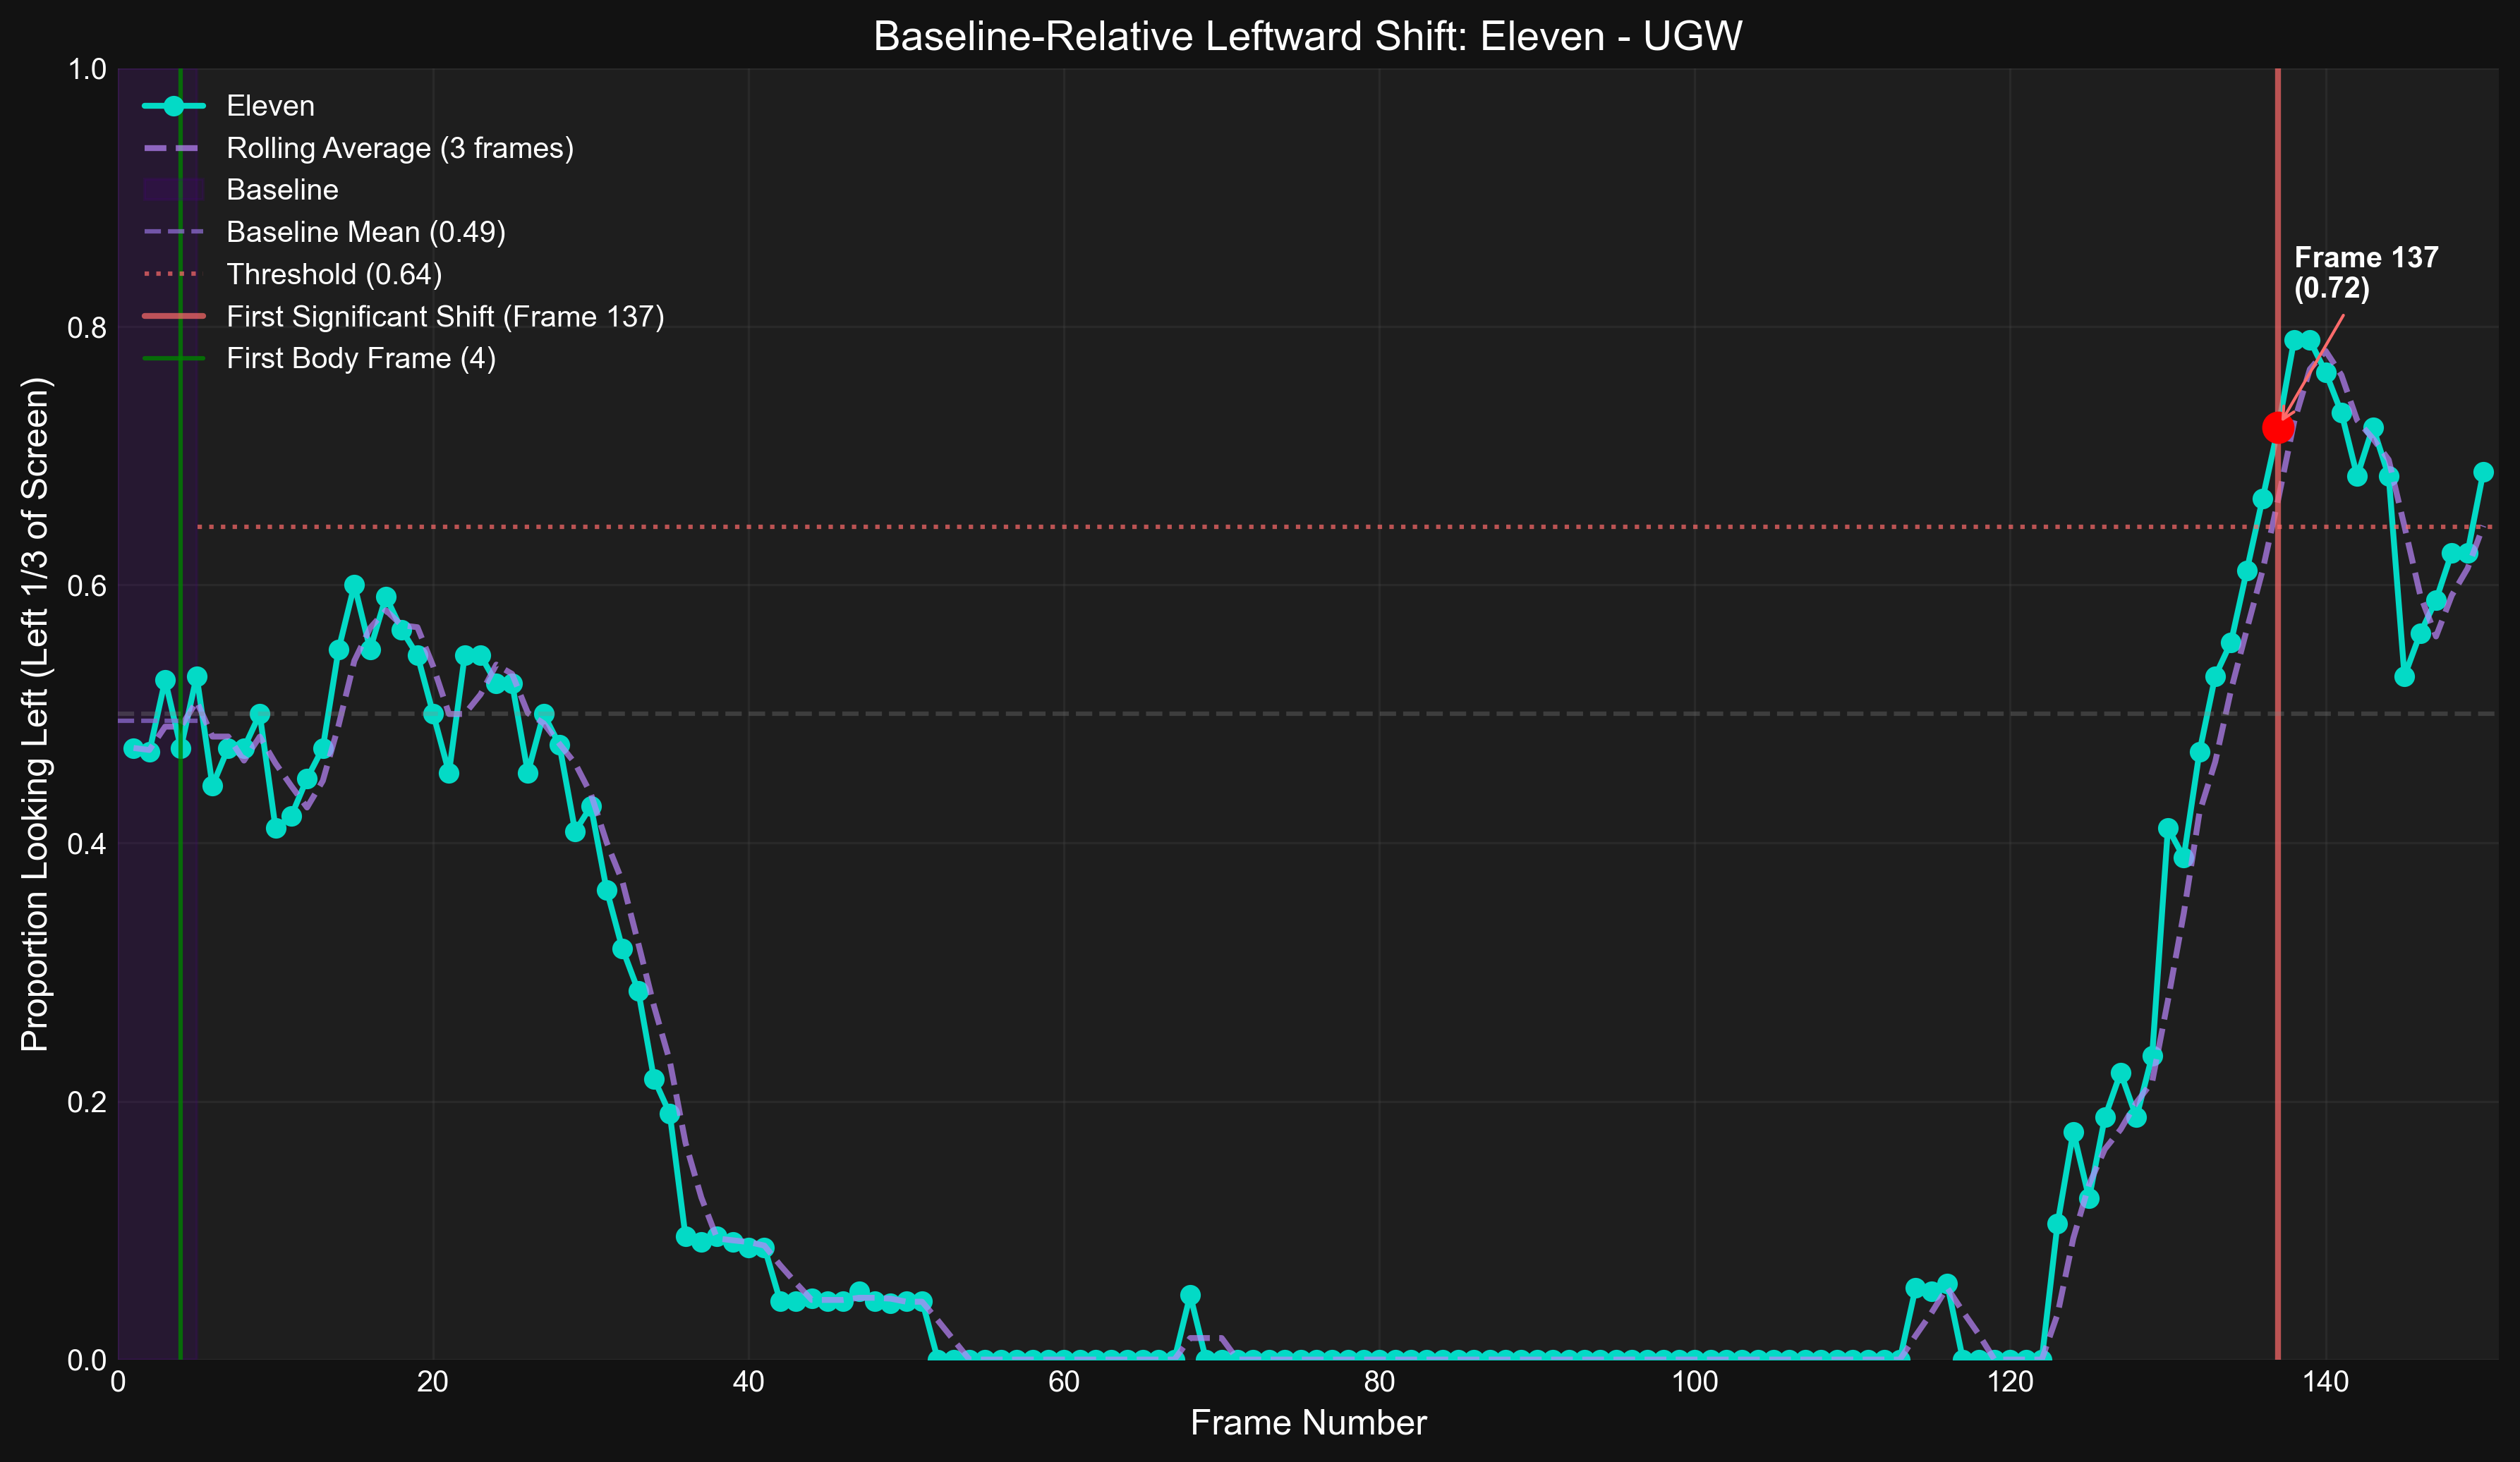 Baseline-Relative Leftward Shift: Eleven - UGW
Eleven
Rolling Average (3 frames)
Baseline
Baseline Mean (0.49)
Threshold (0.64)
First Significant Shift (Frame 137)
First Body Frame (4)
Frame 137
(0.72)
Proportion Looking Left (Left 1/3 of Screen)
1.0
0.8
0.6
0.4
0.2
0.0
0 20 40 60 80 100 120 140
Frame Number